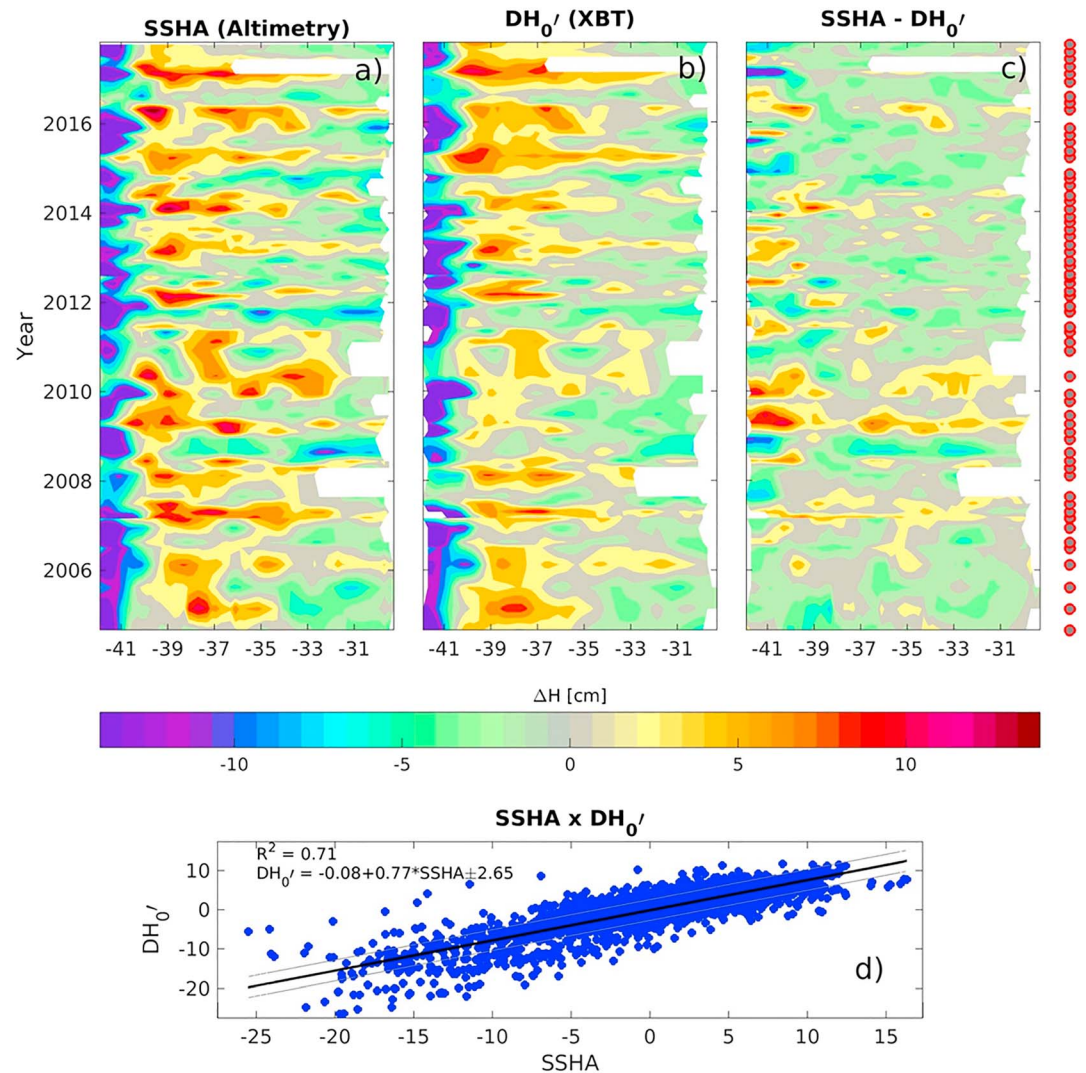 SSHA (Altimetry)
DH₀′ (XBT)
SSHA - DH₀′
a)
b)
c)
Year
2016
2014
2012
2010
2008
2006
-41 -39 -37 -35 -33 -31
-41 -39 -37 -35 -33 -31
-41 -39 -37 -35 -33 -31
ΔH [cm]
-10 -5 0 5 10
SSHA x DH₀′
R² = 0.71
DH₀′ = -0.08+0.77*SSHA±2.65
DH₀′
10
0
-10
-20
d)
-25 -20 -15 -10 -5 0 5 10 15
SSHA